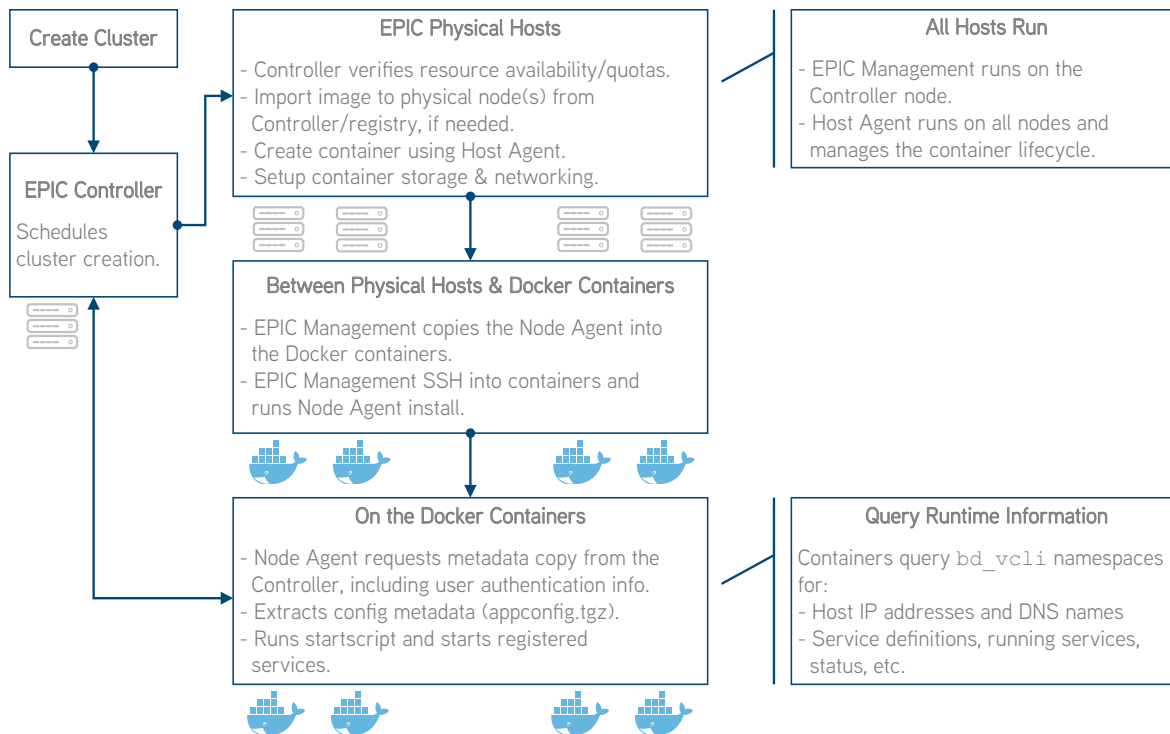 Create Cluster
EPIC Controller
Schedules
cluster creation.
EPIC Physical Hosts
- Controller verifies resource availability/quotas.
- Import image to physical node(s) from
Controller/registry, if needed.
- Create container using Host Agent.
- Setup container storage & networking.
All Hosts Run
- EPIC Management runs on the
Controller node.
- Host Agent runs on all nodes and
manages the container lifecycle.
Between Physical Hosts & Docker Containers
- EPIC Management copies the Node Agent into
the Docker containers.
- EPIC Management SSH into containers and
runs Node Agent install.
On the Docker Containers
- Node Agent requests metadata copy from the
Controller, including user authentication info.
- Extracts config metadata (appconfig.tgz).
- Runs startscript and starts registered
services.
Query Runtime Information
Containers query bd_vcli namespaces
for:
- Host IP addresses and DNS names
- Service definitions, running services,
status, etc.